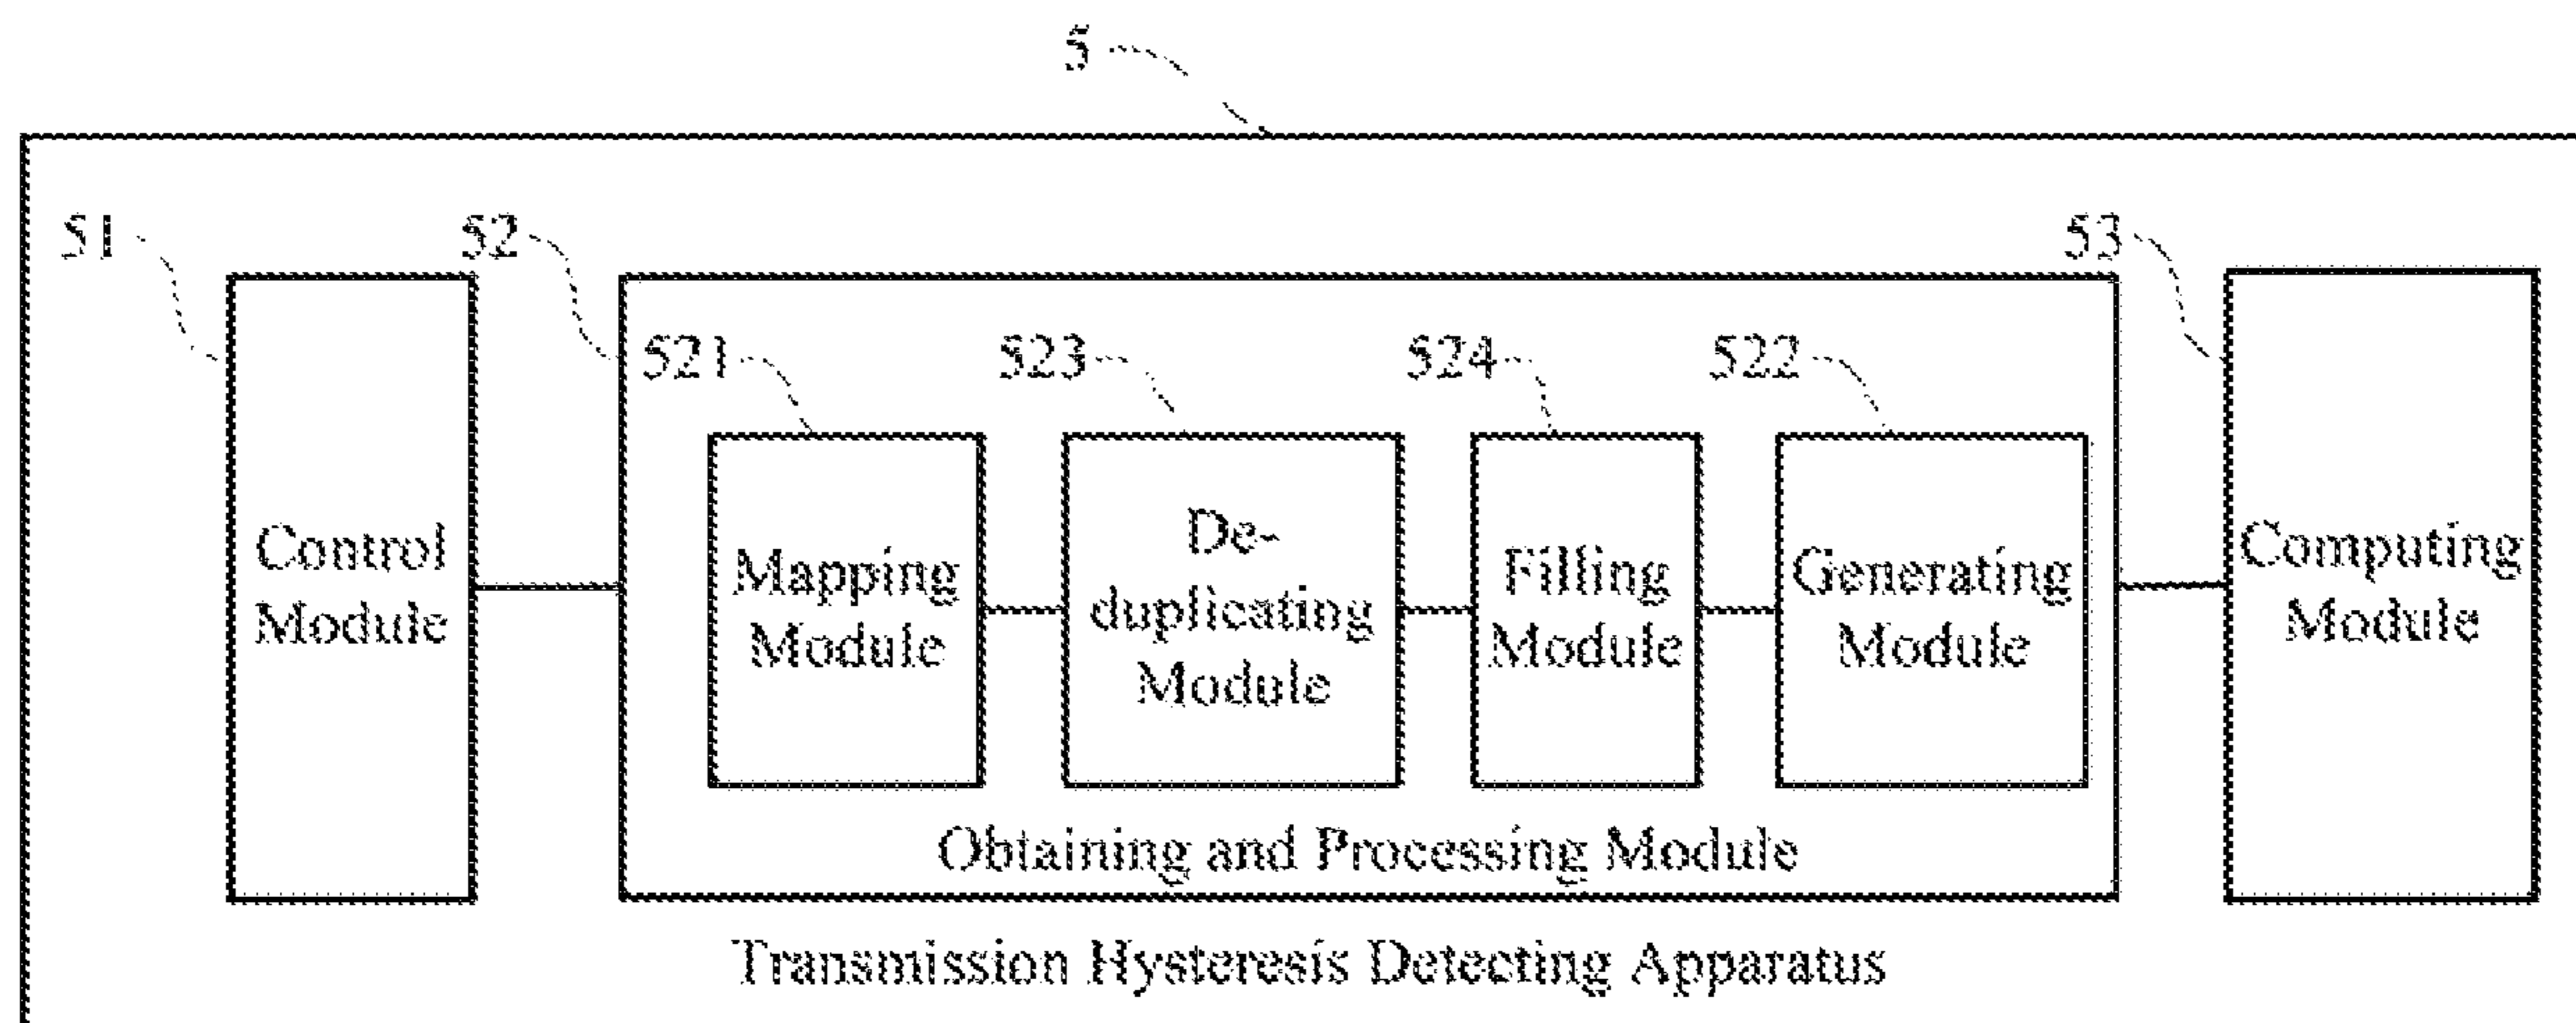 5
51
52
53
521
523
524
522
Control
Module
Mapping
Module
De-
duplicating
Module
Filling
Module
Generating
Module
Computing
Module
Obtaining and Processing Module
Transmission Hysteresis Detecting Apparatus